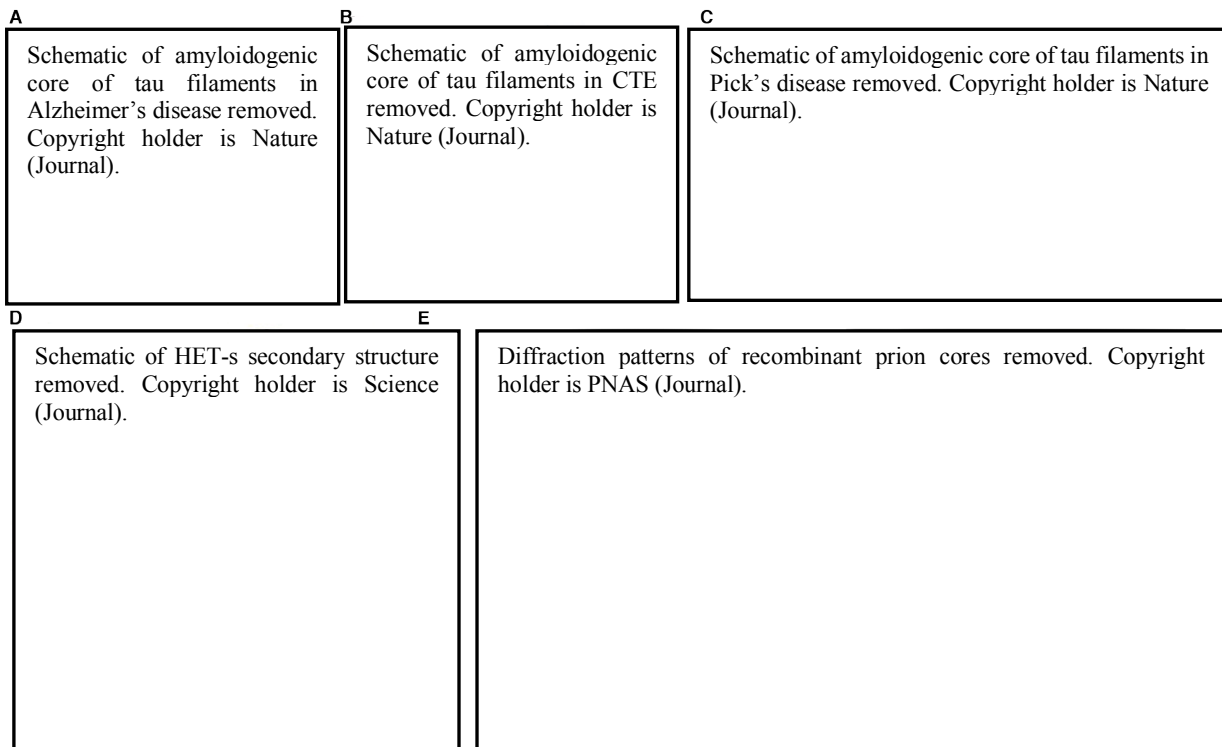 A
Schematic of amyloidogenic
core of tau filaments in
Alzheimer’s disease removed.
Copyright holder is Nature
(Journal).
B
Schematic of amyloidogenic
core of tau filaments in CTE
removed. Copyright holder is
Nature (Journal).
C
Schematic of amyloidogenic core of tau filaments in
Pick’s disease removed. Copyright holder is Nature
(Journal).
D
Schematic of HET-s secondary structure
removed. Copyright holder is Science
(Journal).
E
Diffraction patterns of recombinant prion cores removed. Copyright
holder is PNAS (Journal).